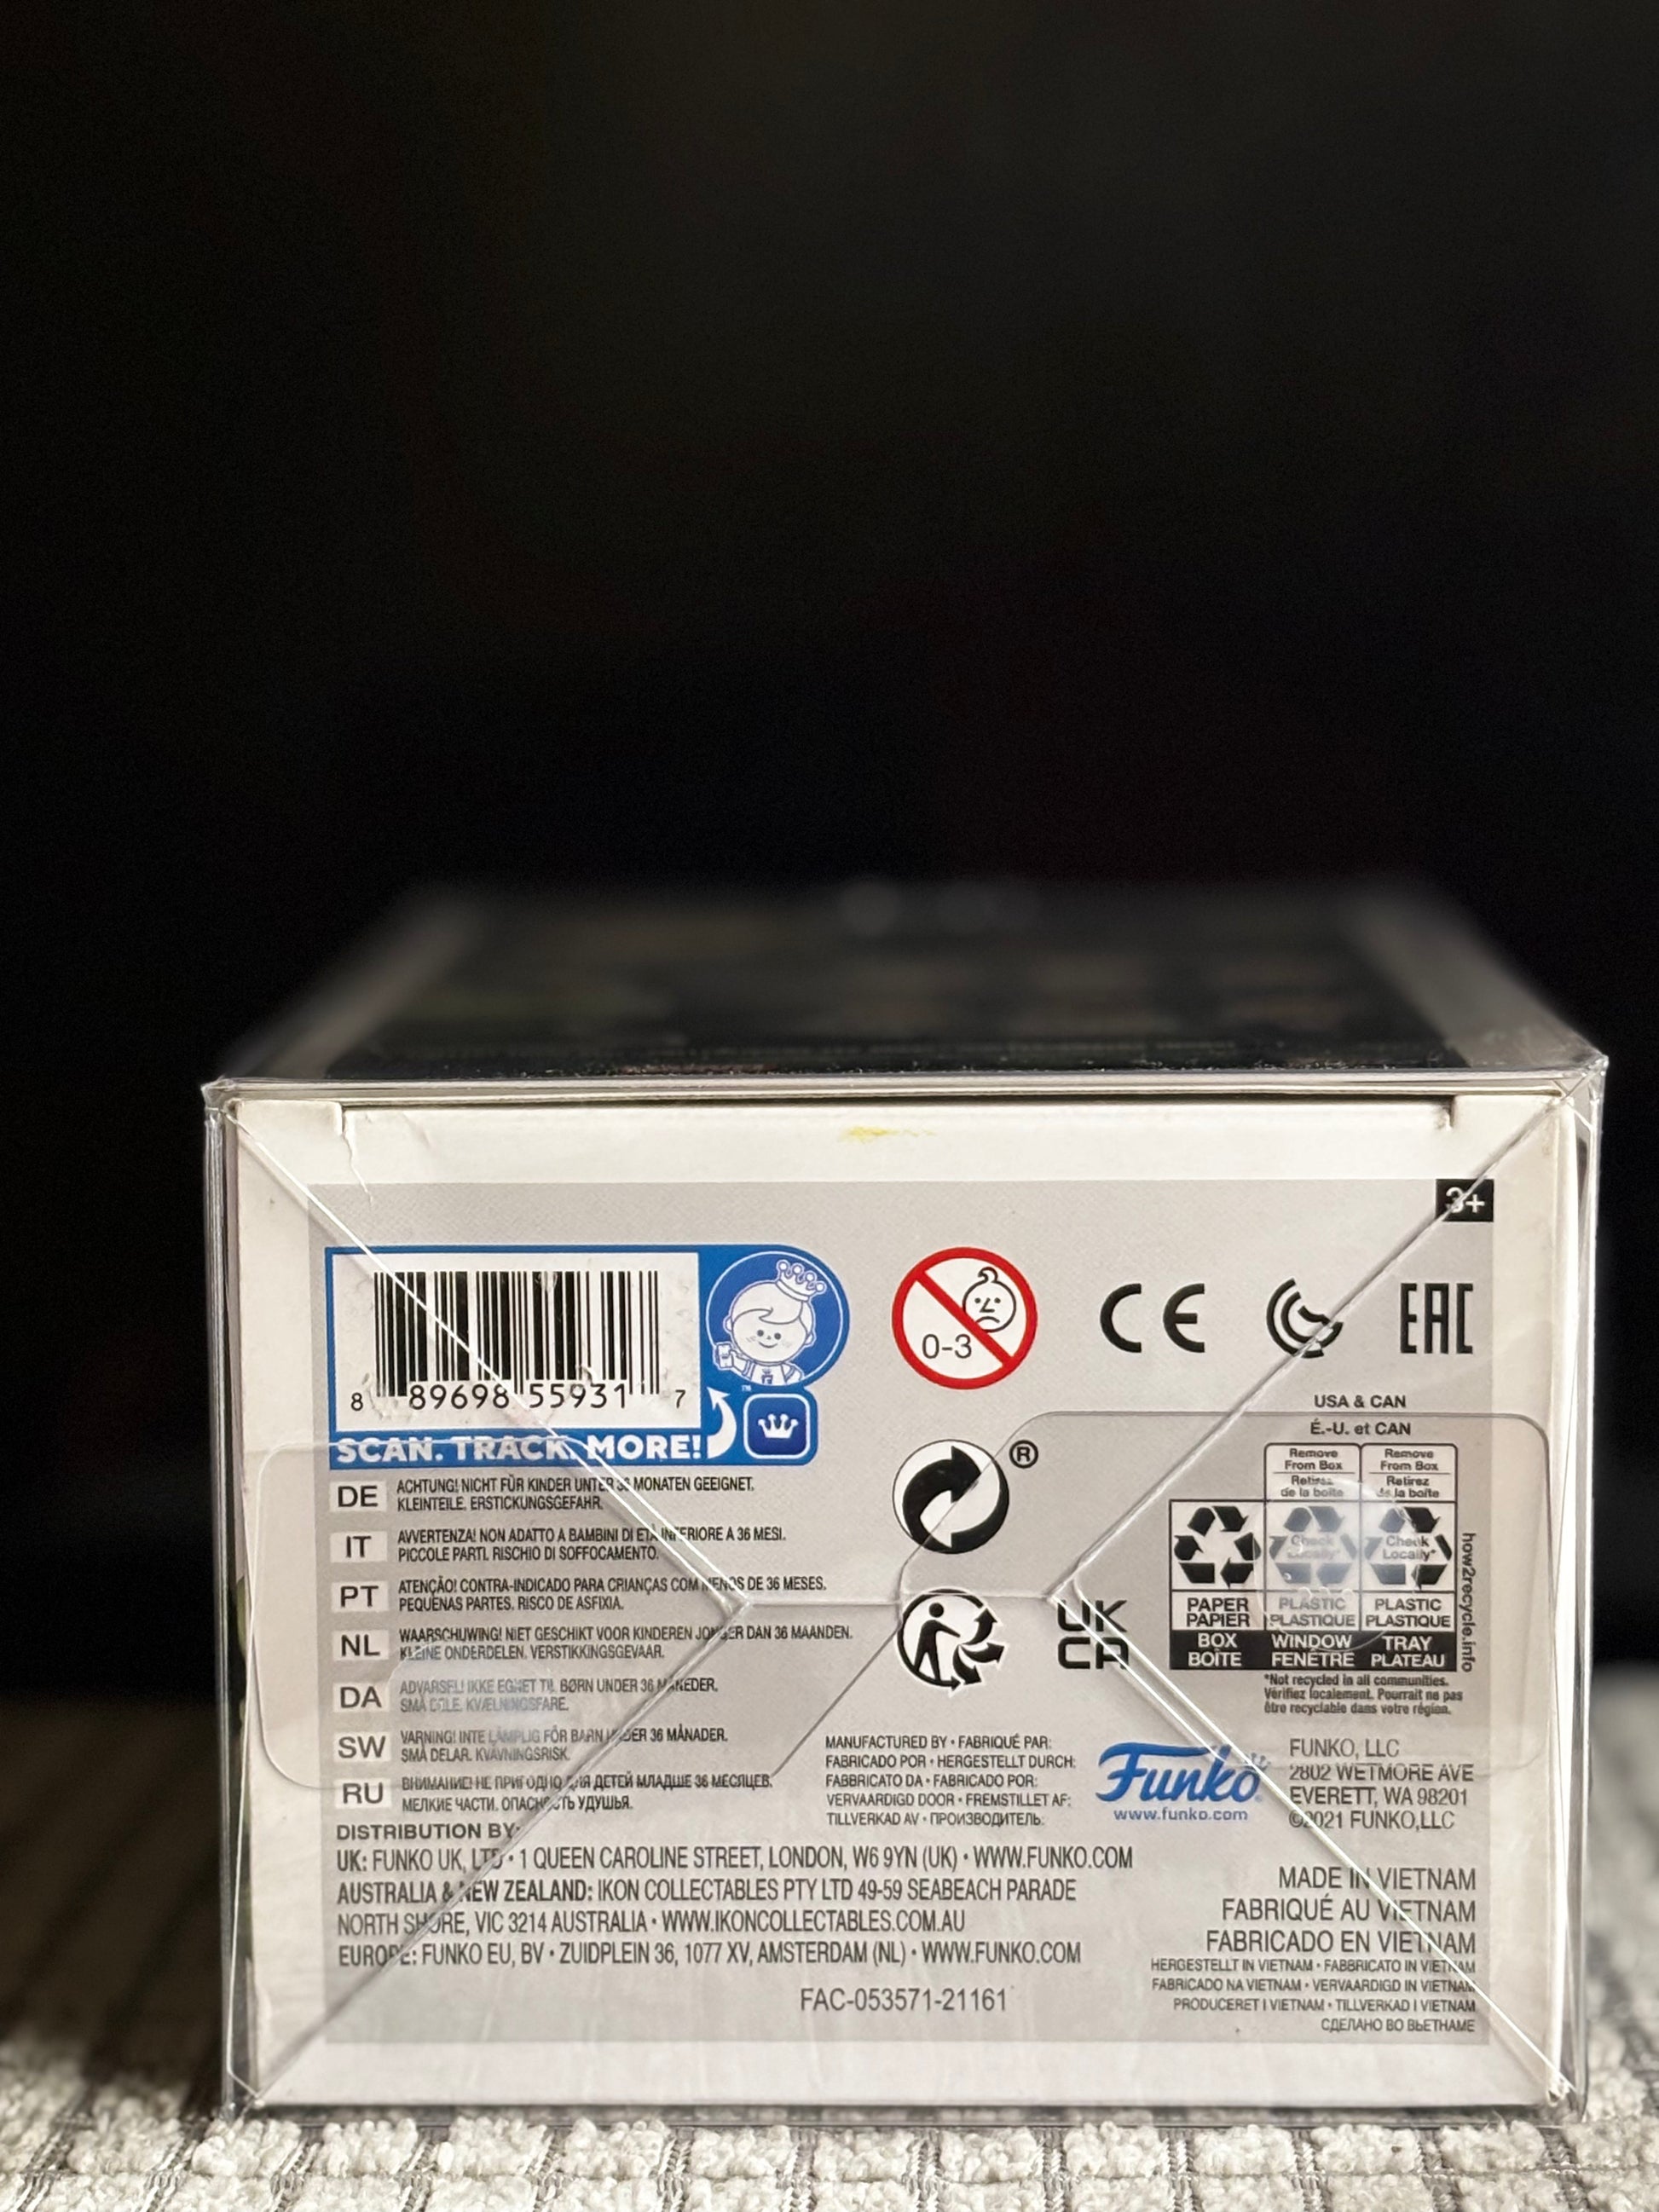 3+
8 89698 55931 7
SCAN. TRACK. MORE!
™
0-3
CE
EAC
USA & CAN
É.-U. et CAN
®
Remove From Box
Retirez de la boîte
Remove From Box
Retirez de la boîte
Check Locally*
Check Locally*
PAPER PAPIER
PLASTIC PLASTIQUE
PLASTIC PLASTIQUE
BOX BOÎTE
WINDOW FENÊTRE
TRAY PLATEAU
how2recycle.info
*Not recycled in all communities.
Vérifiez localement. Pourrait ne pas
être recyclable dans votre région.
UK
CA
DE ACHTUNG! NICHT FÜR KINDER UNTER 36 MONATEN GEEIGNET.
KLEINTEILE. ERSTICKUNGSGEFAHR.
IT AVVERTENZA! NON ADATTO A BAMBINI DI ETÀ INFERIORE A 36 MESI.
PICCOLE PARTI. RISCHIO DI SOFFOCAMENTO.
PT ATENÇÃO! CONTRA-INDICADO PARA CRIANÇAS COM MENOS DE 36 MESES.
PEQUENAS PARTES. RISCO DE ASFIXIA.
NL WAARSCHUWING! NIET GESCHIKT VOOR KINDEREN JONGER DAN 36 MAANDEN.
KLEINE ONDERDELEN. VERSTIKKINGSGEVAAR.
DA ADVARSEL! IKKE EGNET TIL BØRN UNDER 36 MÅNEDER.
SMÅ DELE. KVÆLNINGSFARE.
SW VARNING! INTE LÄMPLIG FÖR BARN UNDER 36 MÅNADER.
SMÅ DELAR. KVÄVNINGSRISK.
RU ВНИМАНИЕ! НЕ ПРИГОДНО ДЛЯ ДЕТЕЙ МЛАДШЕ 36 МЕСЯЦЕВ.
МЕЛКИЕ ЧАСТИ. ОПАСНОСТЬ УДУШЬЯ.
MANUFACTURED BY • FABRIQUÉ PAR:
FABRICADO POR • HERGESTELLT DURCH:
FABBRICATO DA • FABRICADO POR:
VERVAARDIGD DOOR • FREMSTILLET AF:
TILLVERKAD AV • ПРОИЗВОДИТЕЛЬ:
Funko
www.funko.com
FUNKO, LLC
2802 WETMORE AVE
EVERETT, WA 98201
©2021 FUNKO,LLC
DISTRIBUTION BY:
UK: FUNKO UK, LTD • 1 QUEEN CAROLINE STREET, LONDON, W6 9YN (UK) • WWW.FUNKO.COM
AUSTRALIA & NEW ZEALAND: IKON COLLECTABLES PTY LTD 49-59 SEABEACH PARADE
NORTH SHORE, VIC 3214 AUSTRALIA • WWW.IKONCOLLECTABLES.COM.AU
EUROPE: FUNKO EU, BV • ZUIDPLEIN 36, 1077 XV, AMSTERDAM (NL) • WWW.FUNKO.COM
FAC-053571-21161
MADE IN VIETNAM
FABRIQUÉ AU VIETNAM
FABRICADO EN VIETNAM
HERGESTELLT IN VIETNAM • FABBRICATO IN VIETNAM
FABRICADO NA VIETNAM • VERVAARDIGD IN VIETNAM
PRODUCERET I VIETNAM • TILLVERKAD I VIETNAM
СДЕЛАНО ВО ВЬЕТНАМЕ